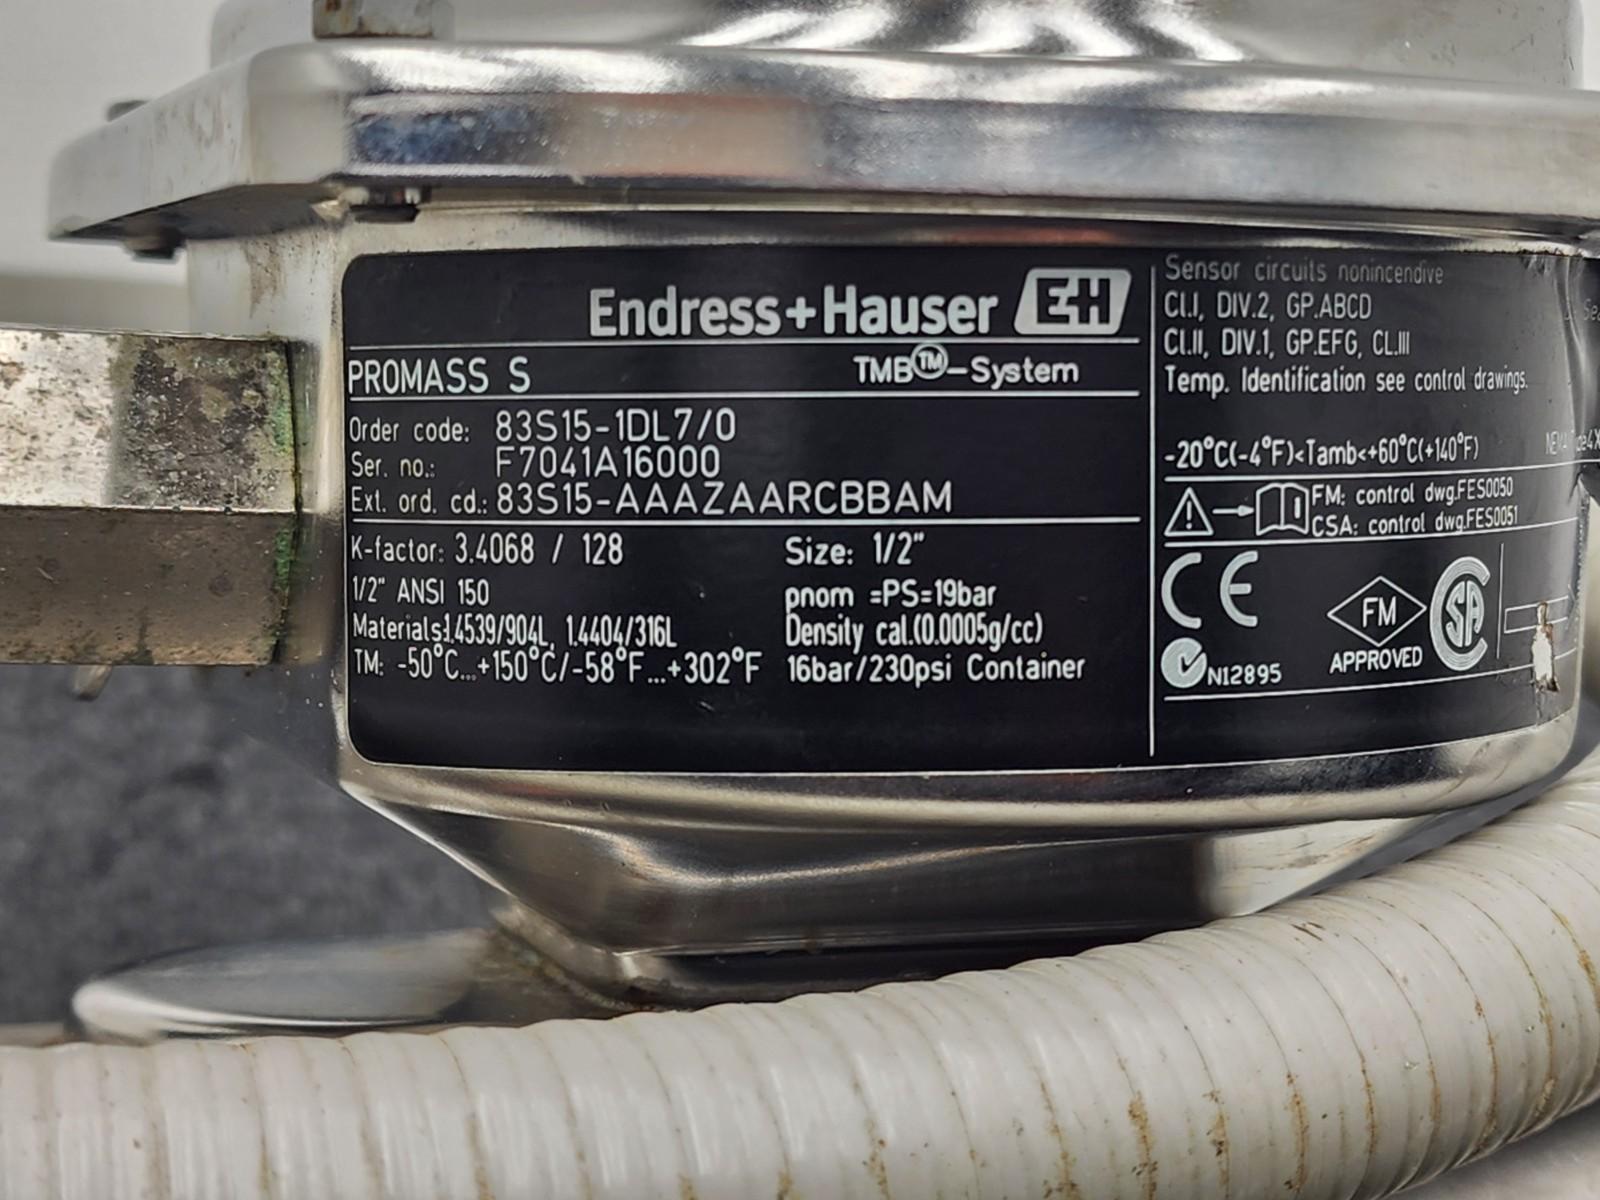 Endress+Hauser EH
PROMASS S TMB™-System
Order code: 83S15-1DL7/0
Ser. no.: F7041A16000
Ext. ord. cd.: 83S15-AAAZAARCBBAM
K-factor: 3.4068 / 128 Size: 1/2"
1/2" ANSI 150 pnom =PS=19bar
Materials:1.4539/904L, 1.4404/316L Density cal.(0.0005g/cc)
TM: -50°C...+150°C/-58°F...+302°F 16bar/230psi Container
Sensor circuits nonincendive
Cl.I, DIV.2, GP.ABCD
Cl.II, DIV.1, GP.EFG, CL.III
Temp. Identification see control drawings.
-20°C(-4°F)<Tamb<+60°C(+140°F)
FM: control dwg.FES0050
CSA: control dwg.FES0051
CE
FM
APPROVED
SA
N12895